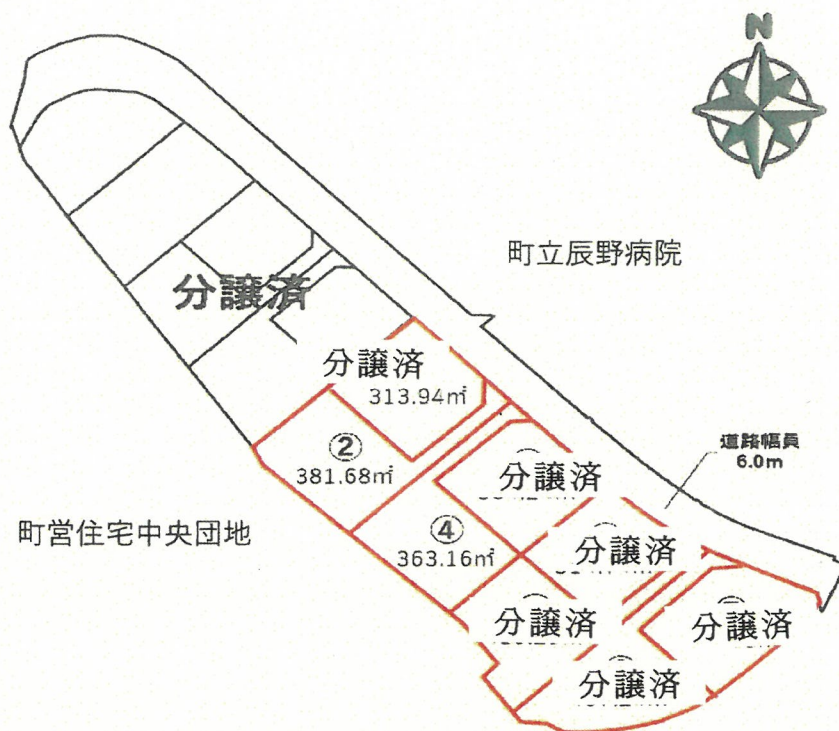 N
町立辰野病院
分譲済
分譲済
313.94㎡
②
381.68㎡
道路幅員
6.0m
分譲済
町営住宅中央団地
④
363.16㎡
分譲済
分譲済
分譲済
分譲済